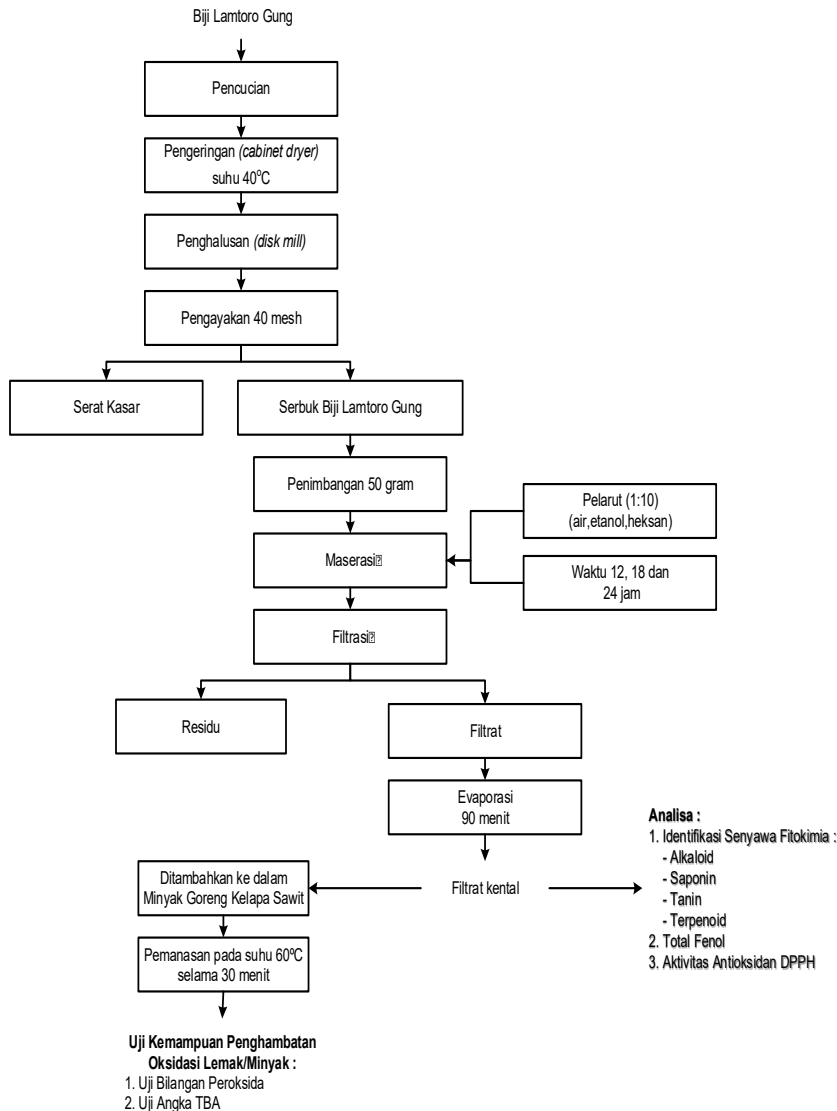 Biji Lamtoro Gung
Pencucian
Pengeringan (cabinet dryer)
suhu 40°C
Penghalusan (disk mill)
Pengayakan 40 mesh
Serat Kasar
Serbuk Biji Lamtoro Gung
Penimbangan 50 gram
Pelarut (1:10)
(air,etanol,heksan)
Maserasi
Waktu 12, 18 dan
24 jam
Filtrasi
Residu
Filtrat
Evaporasi
90 menit
Analisa :
1. Identifikasi Senyawa Fitokimia :
- Alkaloid
- Saponin
- Tanin
- Terpenoid
2. Total Fenol
3. Aktivitas Antioksidan DPPH
Filtrat kental
Ditambahkan ke dalam
Minyak Goreng Kelapa Sawit
Pemanasan pada suhu 60ºC
selama 30 menit
Uji Kemampuan Penghambatan
Oksidasi Lemak/Minyak :
1. Uji Bilangan Peroksida
2. Uji Angka TBA